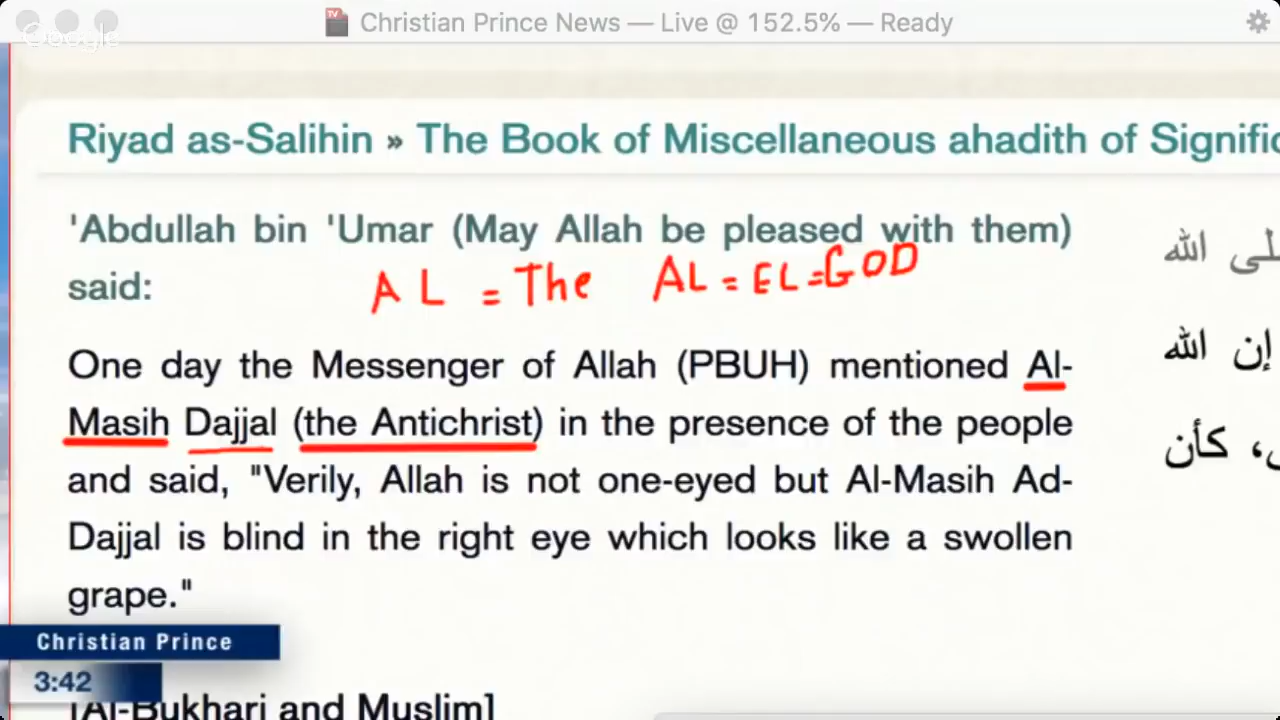 Google
Christian Prince News — Live @ 152.5% — Ready
Riyad as-Salihin » The Book of Miscellaneous ahadith of Signific
'Abdullah bin 'Umar (May Allah be pleased with them)
said:
AL = The AL = EL = GOD
One day the Messenger of Allah (PBUH) mentioned Al-
Masih Dajjal (the Antichrist) in the presence of the people
and said, "Verily, Allah is not one-eyed but Al-Masih Ad-
Dajjal is blind in the right eye which looks like a swollen
grape."
[Al-Bukhari and Muslim]
لى الله
إن الله
، كأن
Christian Prince
3:42